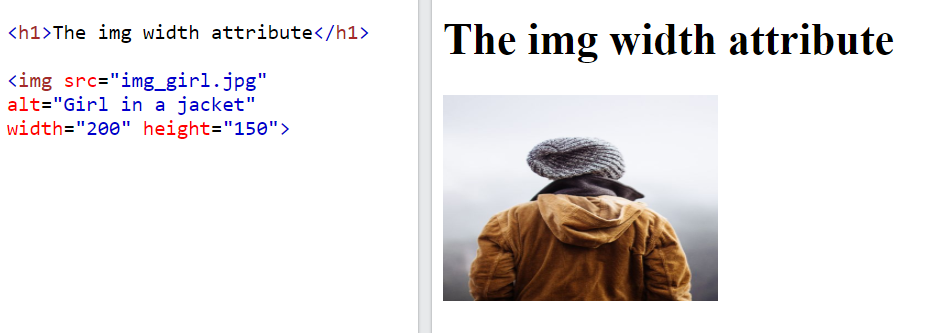 <h1>The img width attribute</h1>
<img src="img_girl.jpg"
alt="Girl in a jacket"
width="200" height="150">
The img width attribute